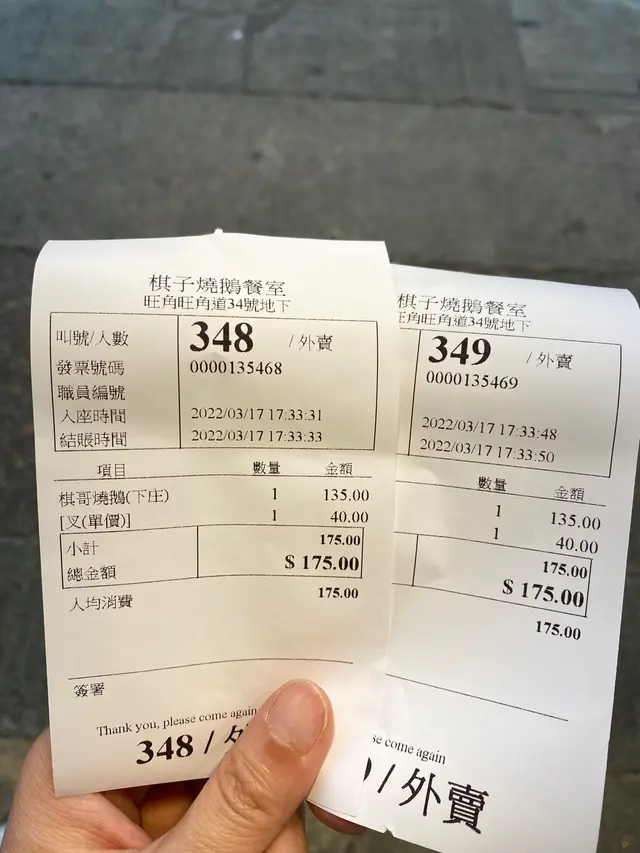 棋子燒鵝餐室
旺角旺角道34號地下
叫號/人數 348 /外賣
發票號碼 0000135468
職員編號
入座時間 2022/03/17 17:33:31
結賬時間 2022/03/17 17:33:33
項目 數量 金額
棋哥燒鵝(下庄) 1 135.00
[叉(單價)] 1 40.00
小計 175.00
總金額 $ 175.00
人均消費 175.00
簽署
Thank you, please come again
348 /
棋子燒鵝餐室
角旺角道34號地下
349 /外賣
0000135469
2022/03/17 17:33:48
2022/03/17 17:33:50
數量 金額
1 135.00
1 40.00
175.00
$ 175.00
175.00
se come again
/外賣